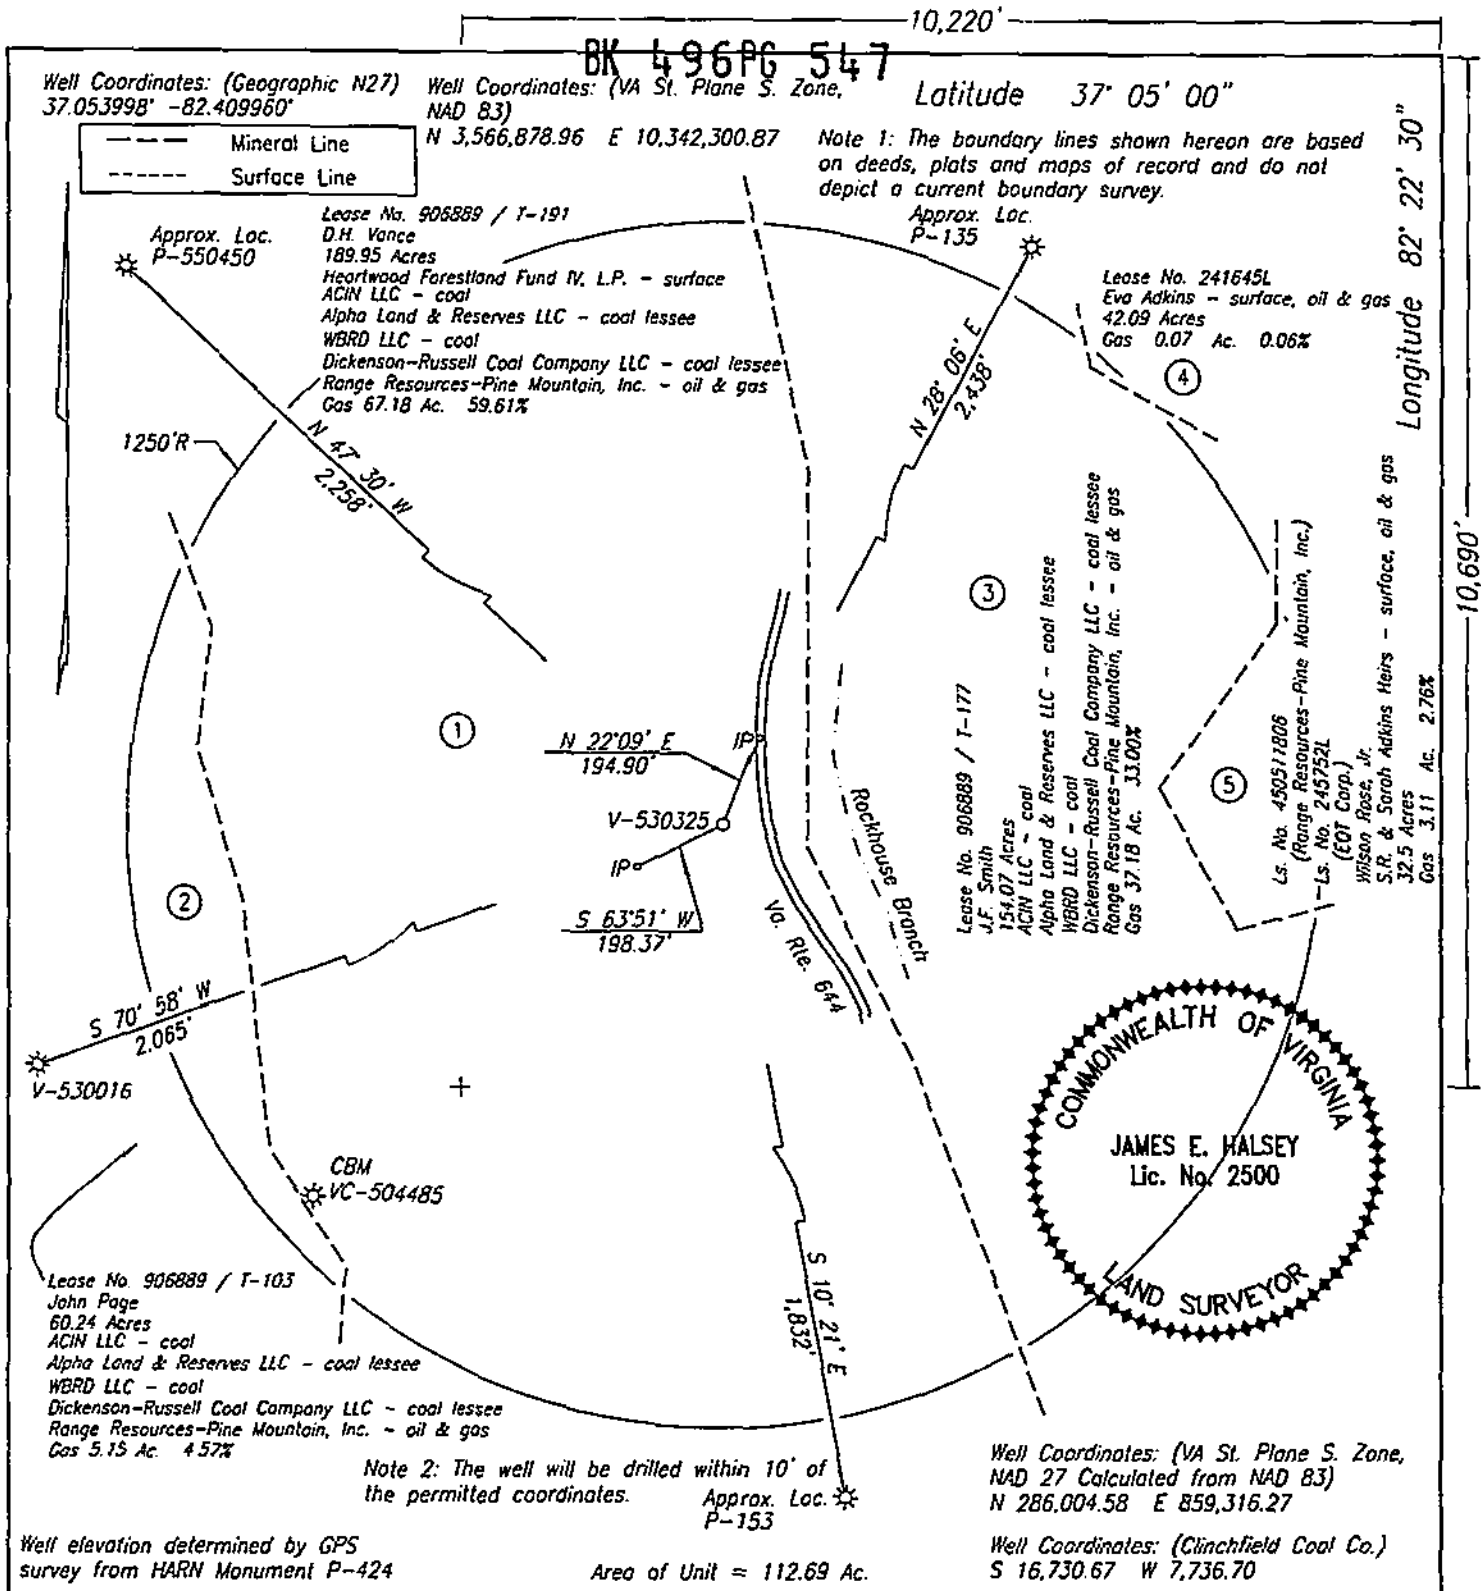 10,220'
BK 496PG 547
Well Coordinates: (Geographic N27)
37.053998° -82.409960°
Well Coordinates: (VA St. Plane S. Zone,
NAD 83)
N 3,566,878.96 E 10,342,300.87
Latitude 37° 05' 00"
Longitude 82° 22' 30"
10,690'
Mineral Line
Surface Line
Note 1: The boundary lines shown hereon are based
on deeds, plats and maps of record and do not
depict a current boundary survey.
Approx. Loc.
P-550450
Lease No. 906889 / T-191
D.H. Vance
189.95 Acres
Heartwood Forestland Fund IV, L.P. - surface
ACIN LLC - coal
Alpha Land & Reserves LLC - coal lessee
WBRD LLC - coal
Dickenson-Russell Coal Company LLC - coal lessee
Range Resources-Pine Mountain, Inc. - oil & gas
Gas 67.18 Ac. 59.61%
Approx. Loc.
P-135
Lease No. 241645L
Eva Adkins - surface, oil & gas
42.09 Acres
Gas 0.07 Ac. 0.06%
4
N 28° 06' E
2,438'
1250'R
N 47° 30' W
2,258'
3
Lease No. 906889 / T-177
J.F. Smith
154.07 Acres
ACIN LLC - coal
Alpha Land & Reserves LLC - coal lessee
WBRD LLC - coal
Dickenson-Russell Coal Company LLC - coal lessee
Range Resources-Pine Mountain, Inc. - oil & gas
Gas 37.18 Ac. 33.00%
5
Ls. No. 450511806
(Range Resources-Pine Mountain, Inc.)
Ls. No. 245752L
(EQT Corp.)
Wilson Rose, Jr.
S.R. & Sarah Adkins Heirs - surface, oil & gas
32.5 Acres
Gas 3.11 Ac. 2.76%
1
N 22°09' E
194.90'
IP
V-530325
IP
S 63°51' W
198.37'
Rockhouse Branch
Va. Rte. 644
2
S 70° 58' W
2,065'
V-530016
CBM
VC-504485
COMMONWEALTH OF VIRGINIA
JAMES E. HALSEY
Lic. No. 2500
LAND SURVEYOR
S 10° 21' E
1,832'
Lease No. 906889 / T-103
John Page
60.24 Acres
ACIN LLC - coal
Alpha Land & Reserves LLC - coal lessee
WBRD LLC - coal
Dickenson-Russell Coal Company LLC - coal lessee
Range Resources-Pine Mountain, Inc. - oil & gas
Gas 5.15 Ac. 4.57%
Note 2: The well will be drilled within 10' of
the permitted coordinates.
Approx. Loc.
P-153
Well Coordinates: (VA St. Plane S. Zone,
NAD 27 Calculated from NAD 83)
N 286,004.58 E 859,316.27
Well elevation determined by GPS
survey from HARN Monument P-424
Area of Unit = 112.69 Ac.
Well Coordinates: (Clinchfield Coal Co.)
S 16,730.67 W 7,736.70